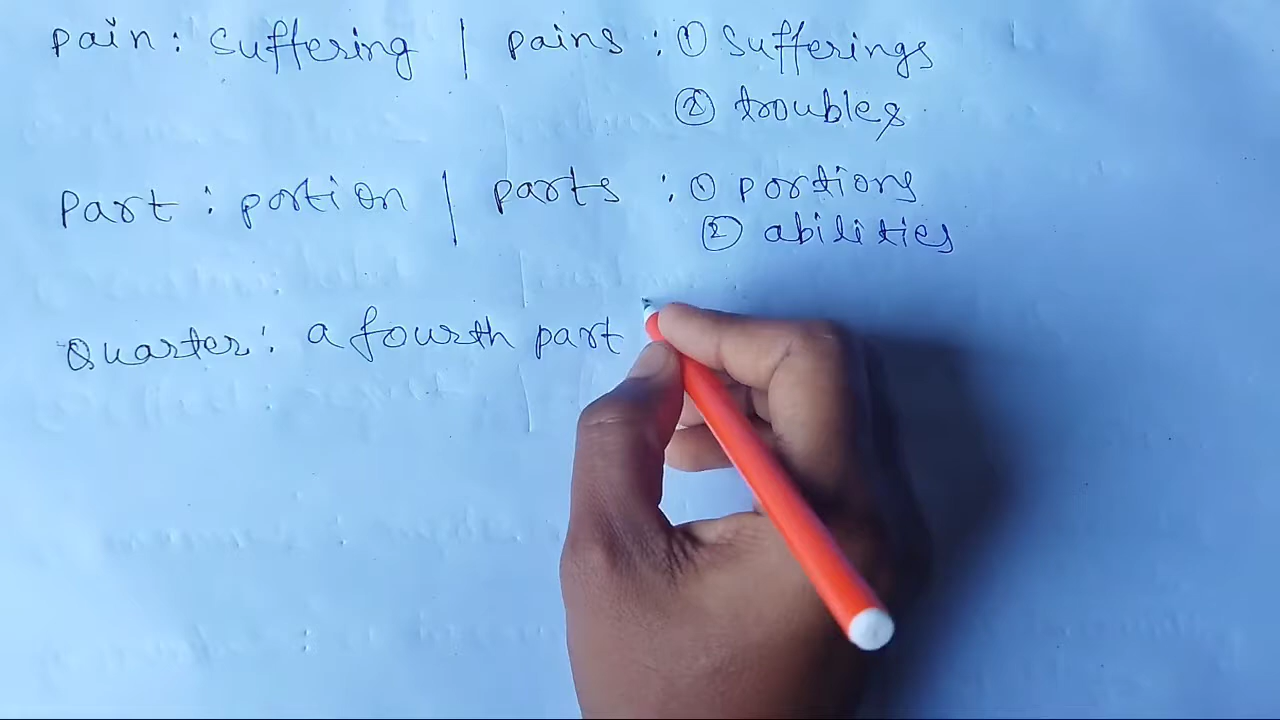 pain: suffering | pains : ① sufferings
② troubles
part : portion | parts : ① portions
② abilities
Quarter: a fourth part